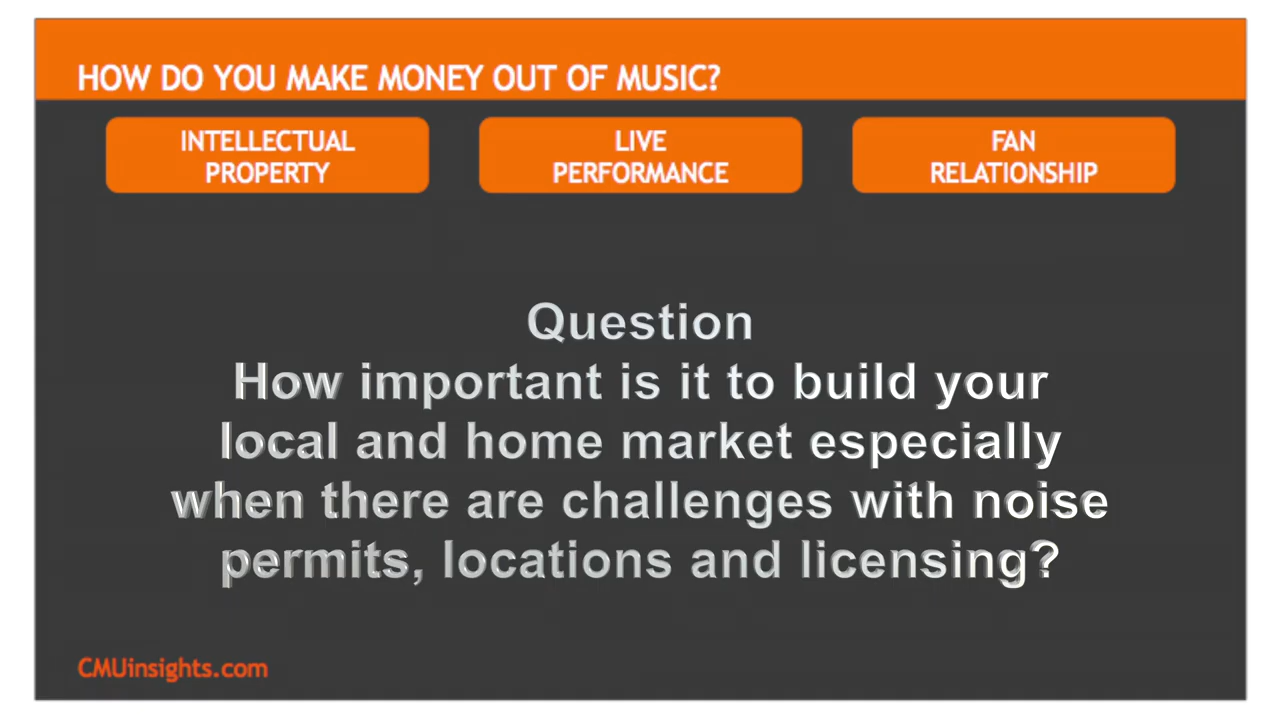 HOW DO YOU MAKE MONEY OUT OF MUSIC?
INTELLECTUAL
PROPERTY
LIVE
PERFORMANCE
FAN
RELATIONSHIP
Question
How important is it to build your
local and home market especially
when there are challenges with noise
permits, locations and licensing?
CMUinsights.com